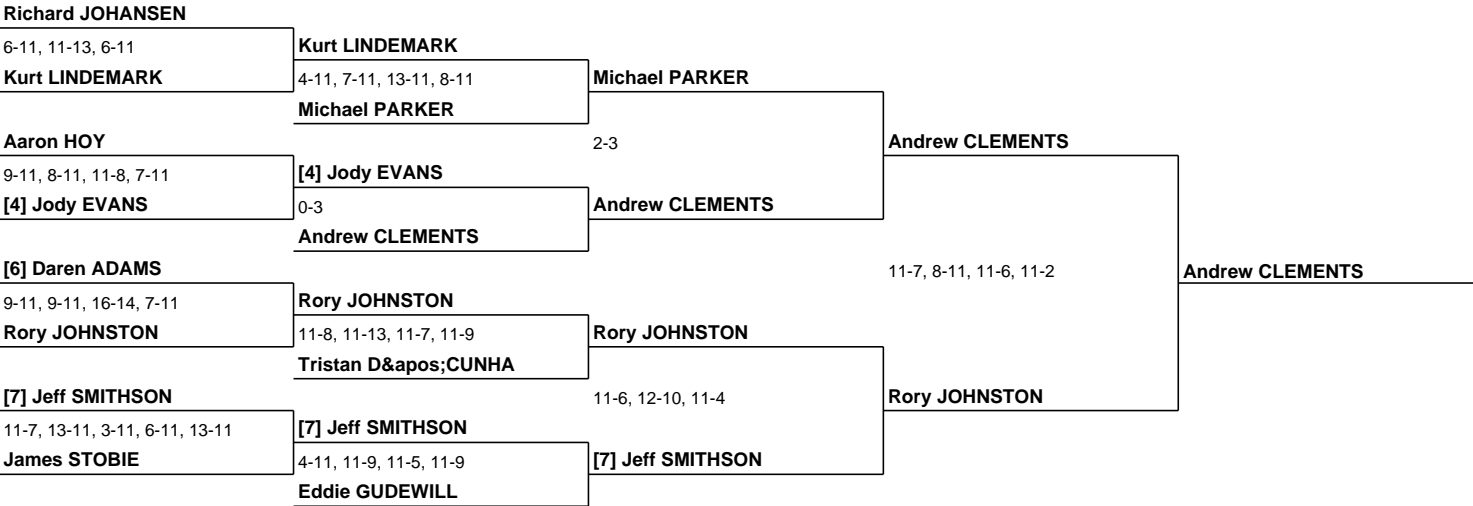 Richard JOHANSEN
6-11, 11-13, 6-11
Kurt LINDEMARK
Aaron HOY
9-11, 8-11, 11-8, 7-11
[4] Jody EVANS
[6] Daren ADAMS
9-11, 9-11, 16-14, 7-11
Rory JOHNSTON
[7] Jeff SMITHSON
11-7, 13-11, 3-11, 6-11, 13-11
James STOBIE
Kurt LINDEMARK
4-11, 7-11, 13-11, 8-11
Michael PARKER
[4] Jody EVANS
0-3
Andrew CLEMENTS
Rory JOHNSTON
11-8, 11-13, 11-7, 11-9
Tristan D&apos;CUNHA
[7] Jeff SMITHSON
4-11, 11-9, 11-5, 11-9
Eddie GUDEWILL
Michael PARKER
2-3
Andrew CLEMENTS
Rory JOHNSTON
11-6, 12-10, 11-4
[7] Jeff SMITHSON
Andrew CLEMENTS
11-7, 8-11, 11-6, 11-2
Rory JOHNSTON
Andrew CLEMENTS